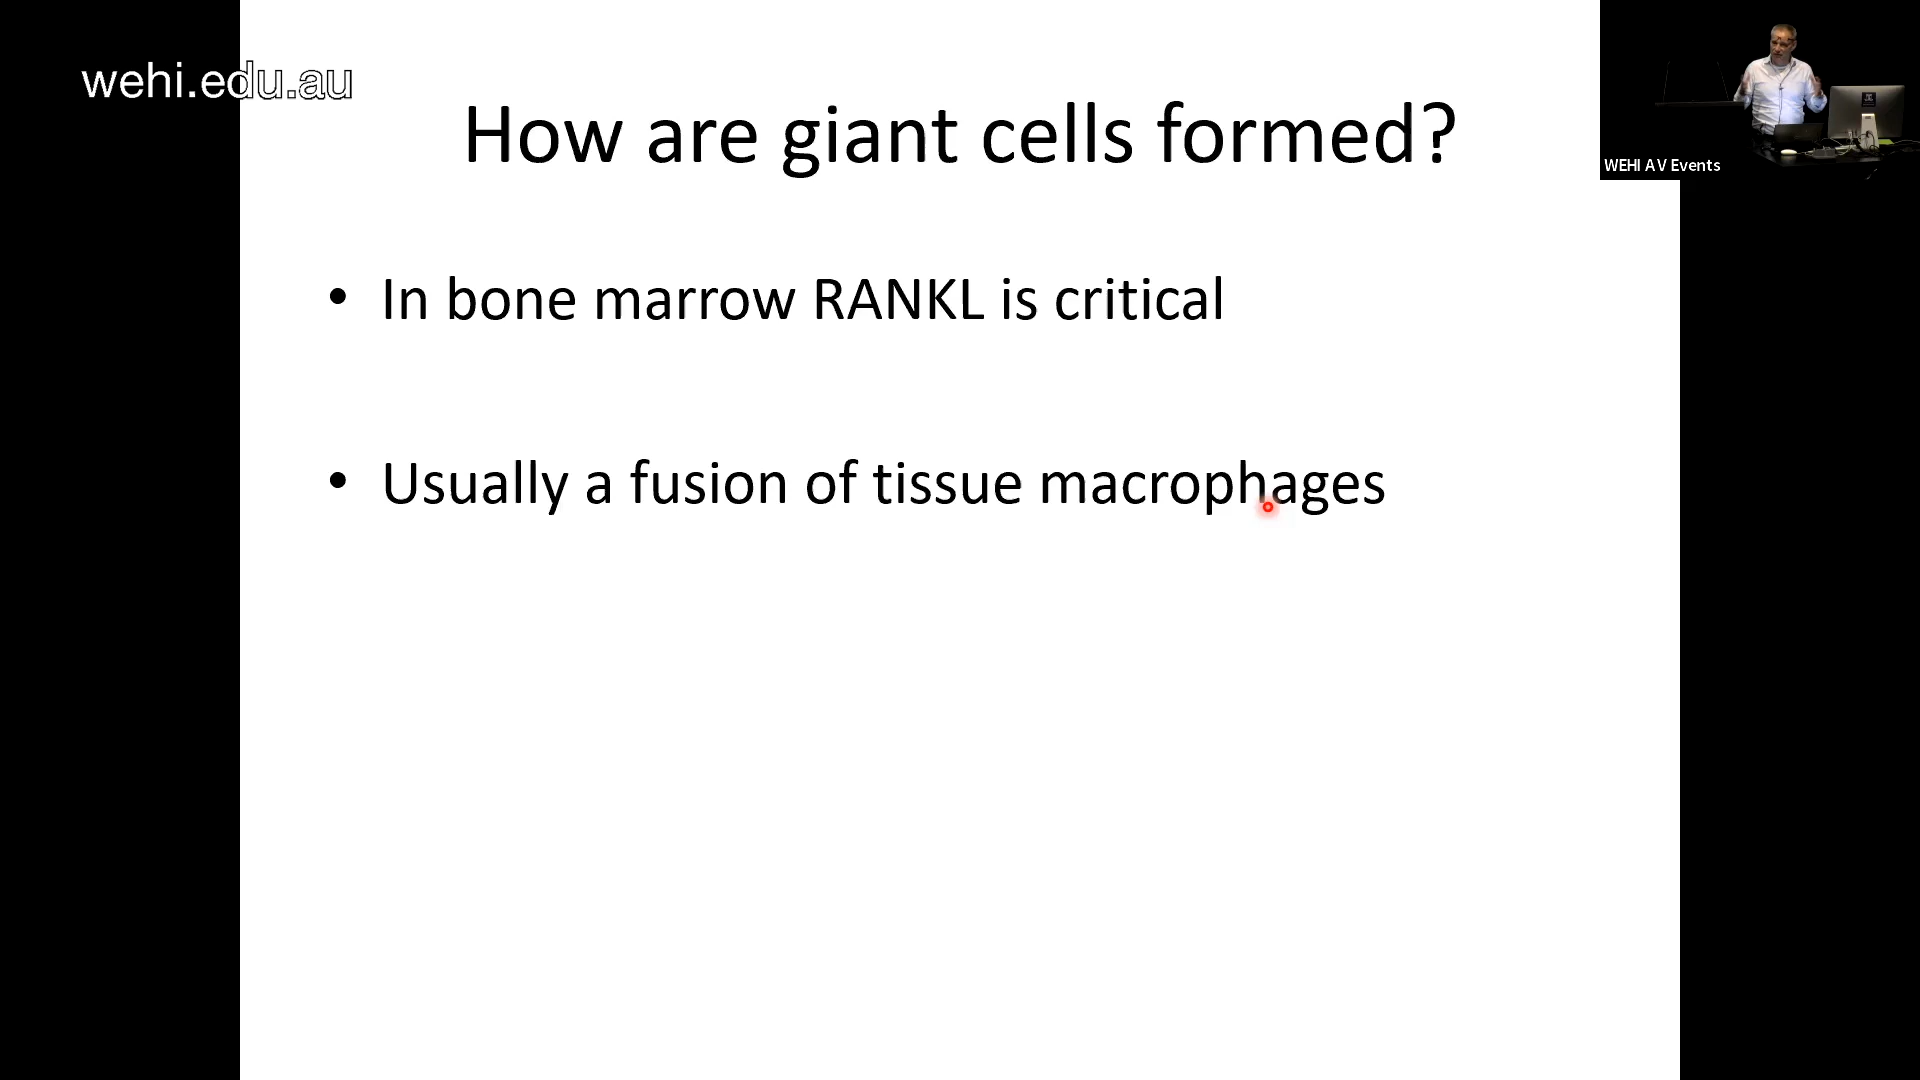 wehi.edu.au
How are giant cells formed?
• In bone marrow RANKL is critical
• Usually a fusion of tissue macrophages
WEHI AV Events